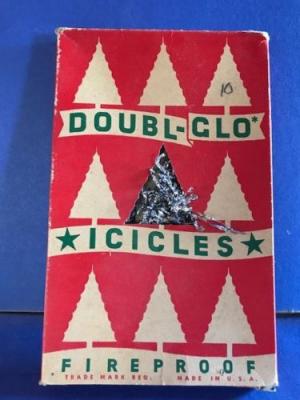 10
DOUBL-GLO*
★ ICICLES ★
FIREPROOF
TRADE MARK REG. MADE IN U.S.A.